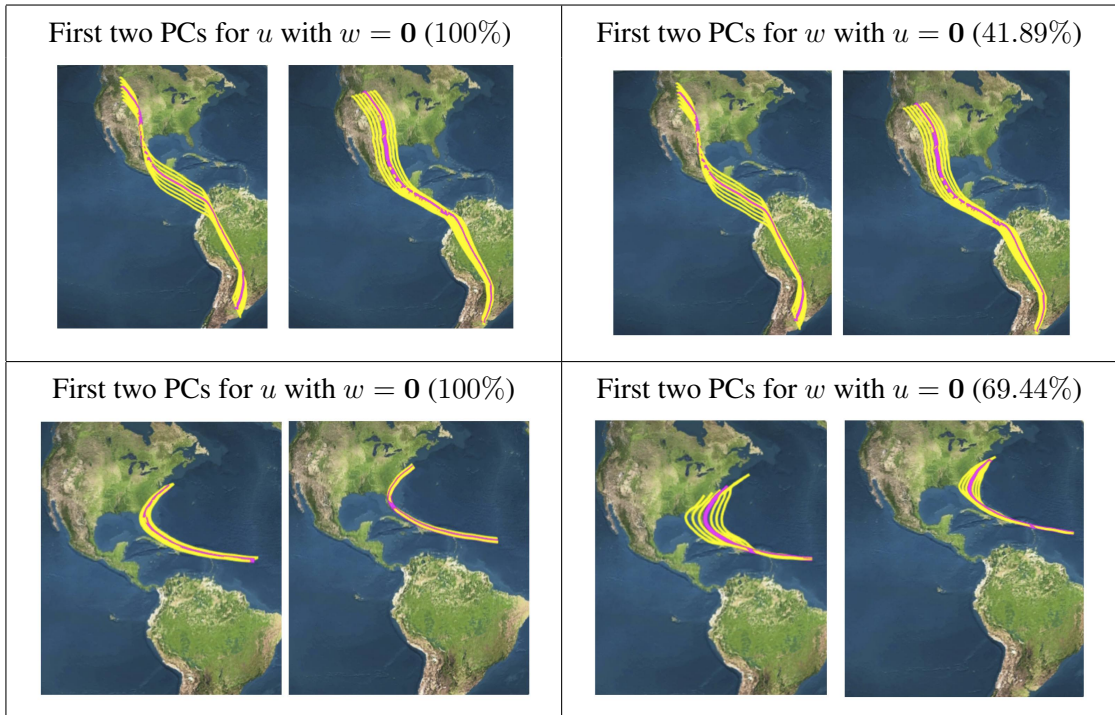 First two PCs for u with w = 0 (100%)
First two PCs for w with u = 0 (41.89%)
First two PCs for u with w = 0 (100%)
First two PCs for w with u = 0 (69.44%)